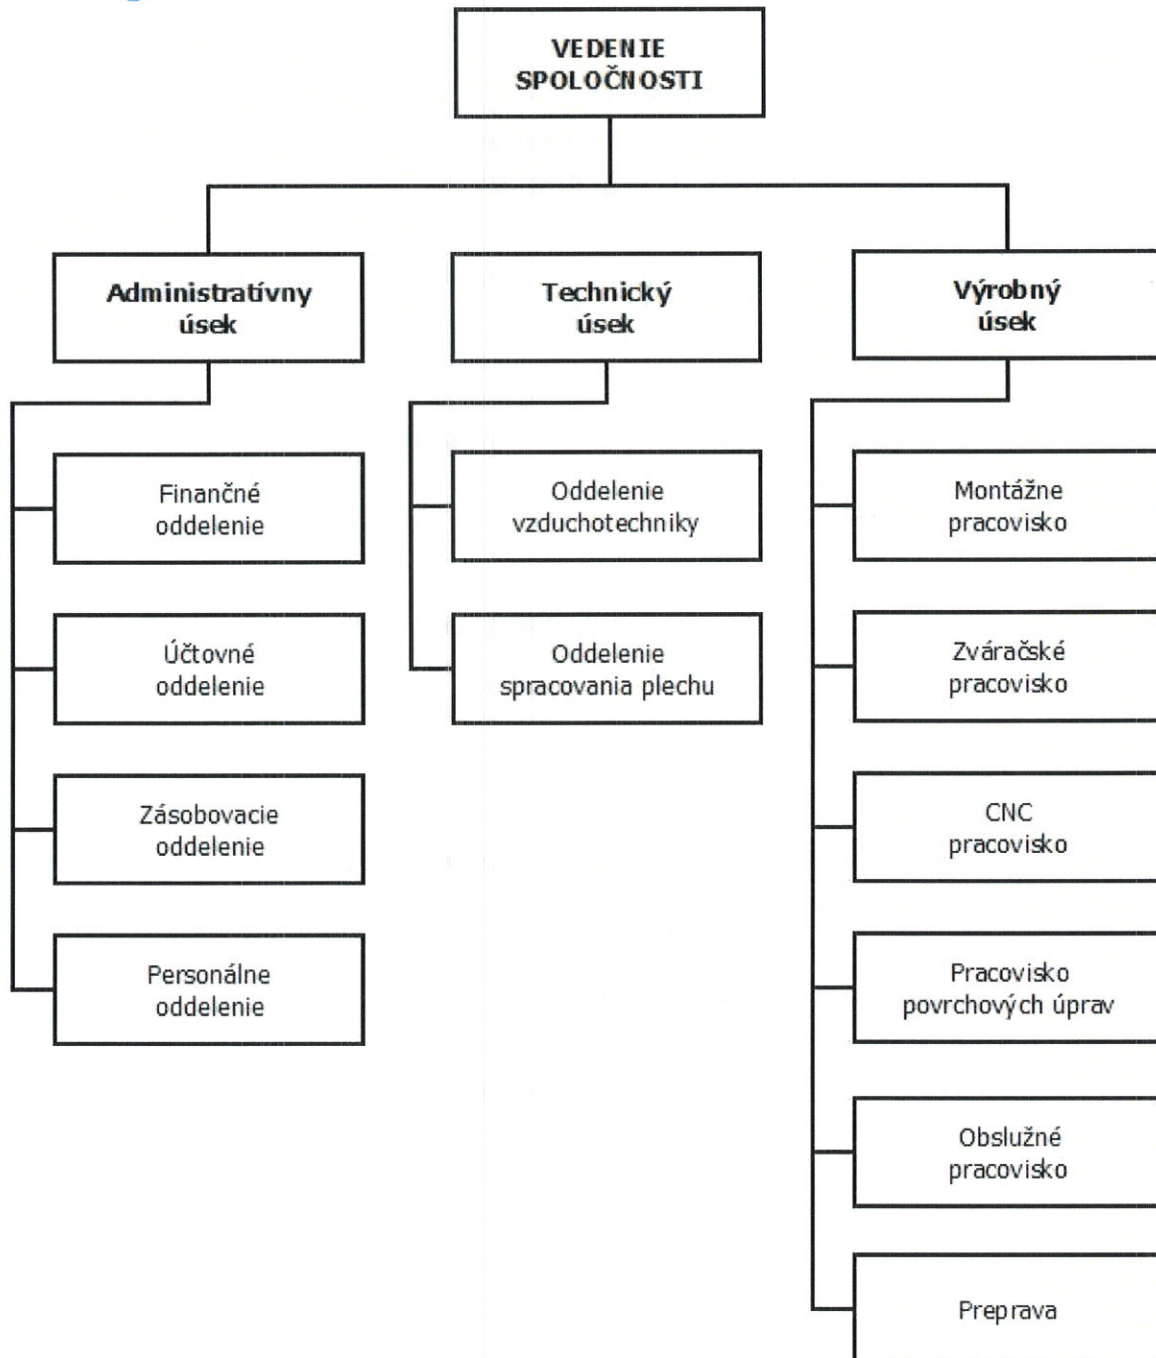 VEDENIE
SPOLOČNOSTI
Administratívny
úsek
Technický
úsek
Výrobný
úsek
Finančné
oddelenie
Účtovné
oddelenie
Zásobovacie
oddelenie
Personálne
oddelenie
Oddelenie
vzduchotechniky
Oddelenie
spracovania plechu
Montážne
pracovisko
Zváračské
pracovisko
CNC
pracovisko
Pracovisko
povrchových úprav
Obslužné
pracovisko
Preprava